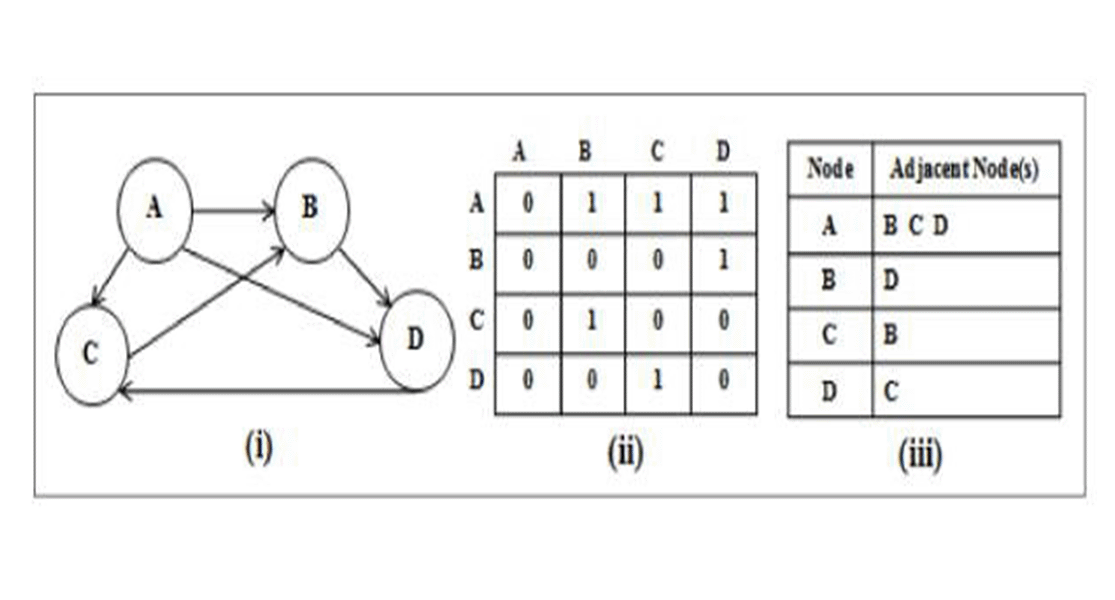 A B
C D
(i)
A B C D
A 0 1 1 1
B 0 0 0 1
C 0 1 0 0
D 0 0 1 0
(ii)
Node Adjacent Node(s)
A B C D
B D
C B
D C
(iii)